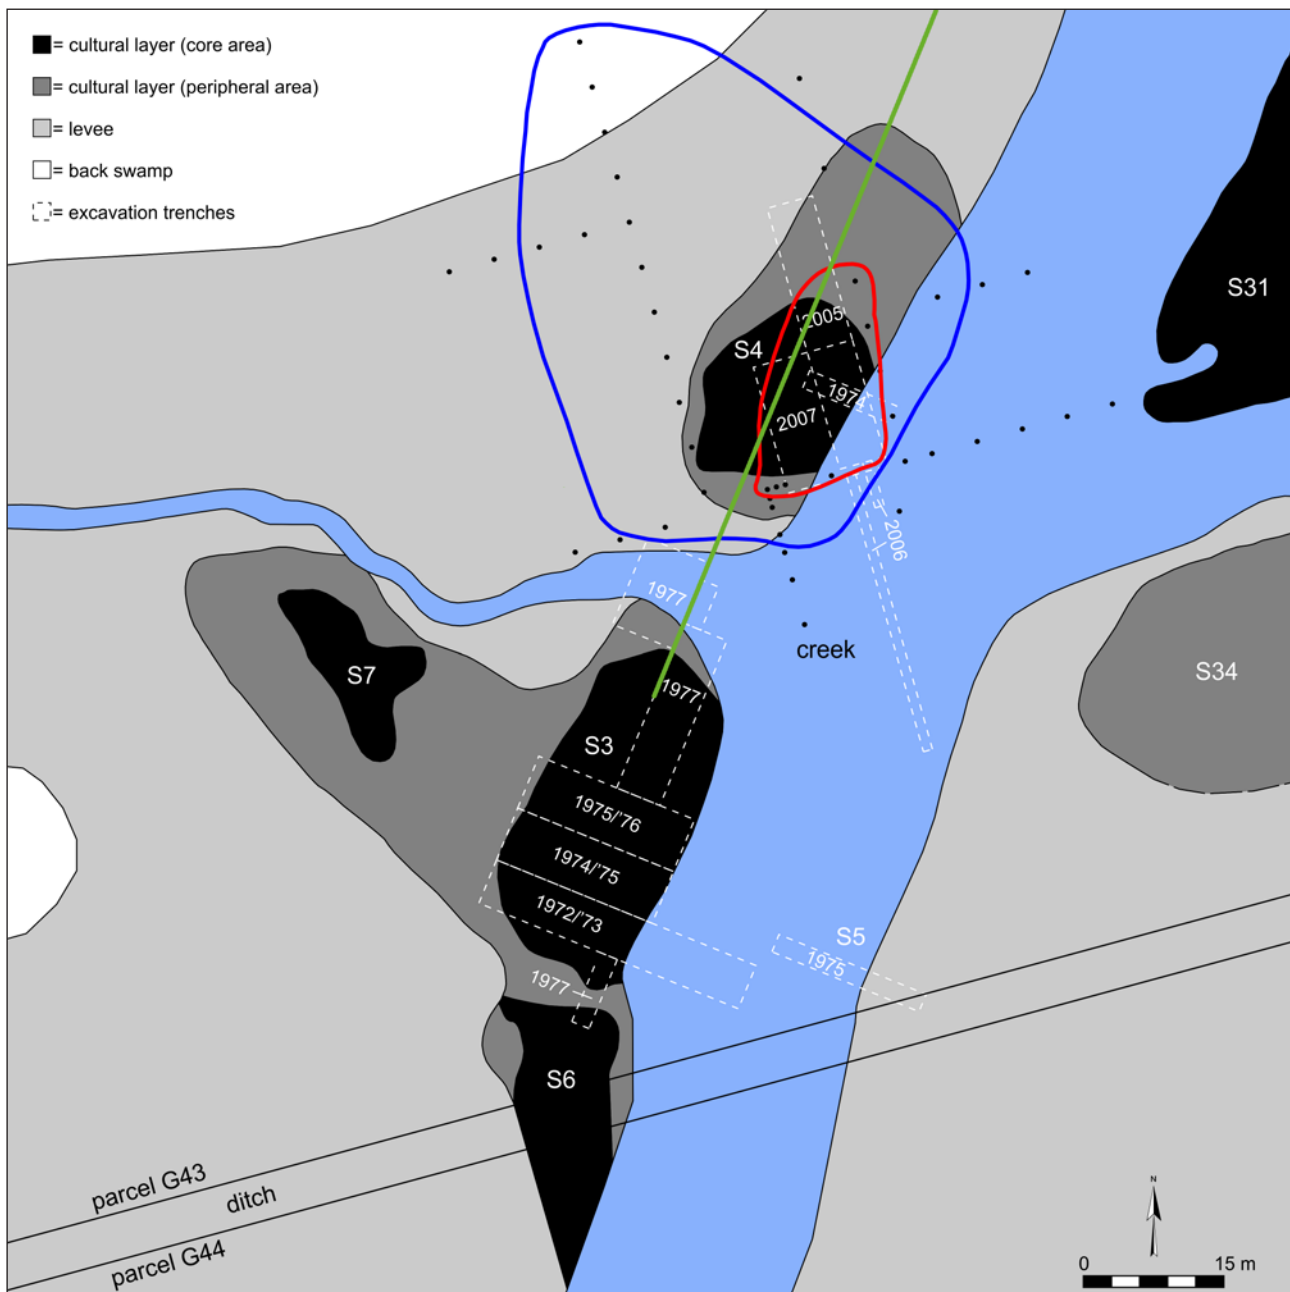 = cultural layer (core area)
= cultural layer (peripheral area)
= levee
= back swamp
= excavation trenches
S31
2005
S4
1974
2007
2006
1977
creek
S7
S34
1977
S3
1975/'76
1974/'75
1972/'73
S5
1975
1977
S6
parcel G43
ditch
parcel G44
N
0 15 m